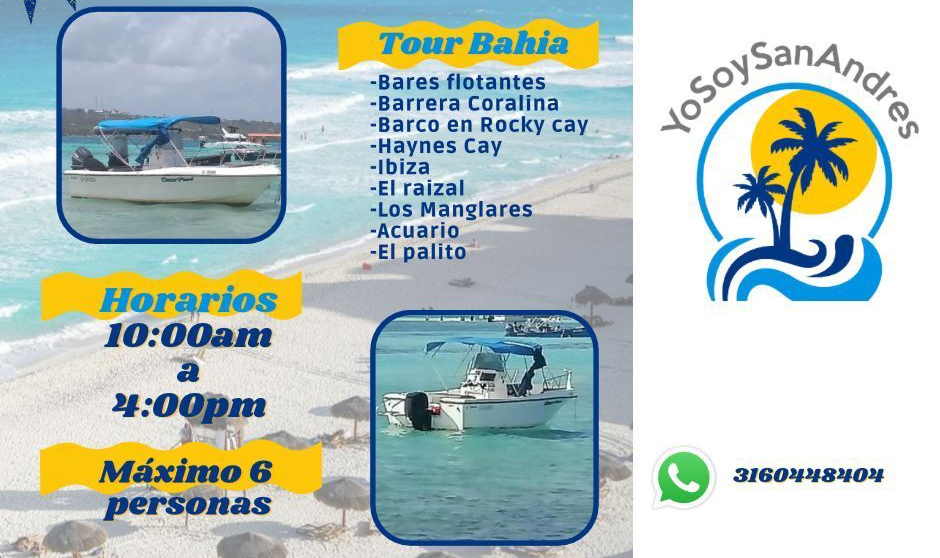 Tour Bahia
-Bares flotantes
-Barrera Coralina
-Barco en Rocky cay
-Haynes Cay
-Ibiza
-El raizal
-Los Manglares
-Acuario
-El palito
Horarios
10:00am
a
4:00pm
Máximo 6
personas
YoSoySanAndres
3160448404